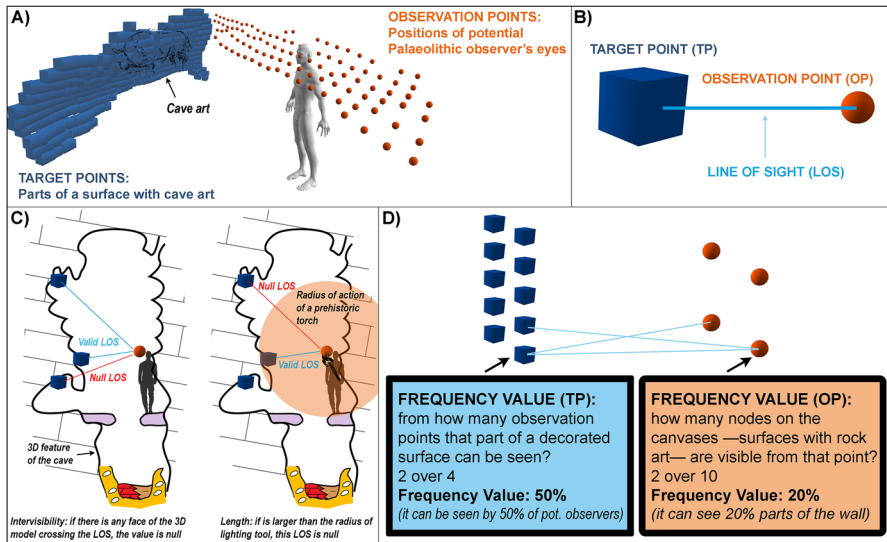 A)
OBSERVATION POINTS:
Positions of potential
Palaeolithic observer's eyes
Cave art
TARGET POINTS:
Parts of a surface with cave art
B)
TARGET POINT (TP)
OBSERVATION POINT (OP)
LINE OF SIGHT (LOS)
C)
Valid LOS
Null LOS
3D feature
of the cave
Intervisibility: if there is any face of the 3D
model crossing the LOS, the value is null
Null LOS
Radius of action
of a prehistoric
torch
Valid LOS
Length: if is larger than the radius of
lighting tool, this LOS is null
D)
FREQUENCY VALUE (TP):
from how many observation
points that part of a decorated
surface can be seen?
2 over 4
Frequency Value: 50%
(it can be seen by 50% of pot. observers)
FREQUENCY VALUE (OP):
how many nodes on the
canvases —surfaces with rock
art— are visible from that point?
2 over 10
Frequency Value: 20%
(it can see 20% parts of the wall)